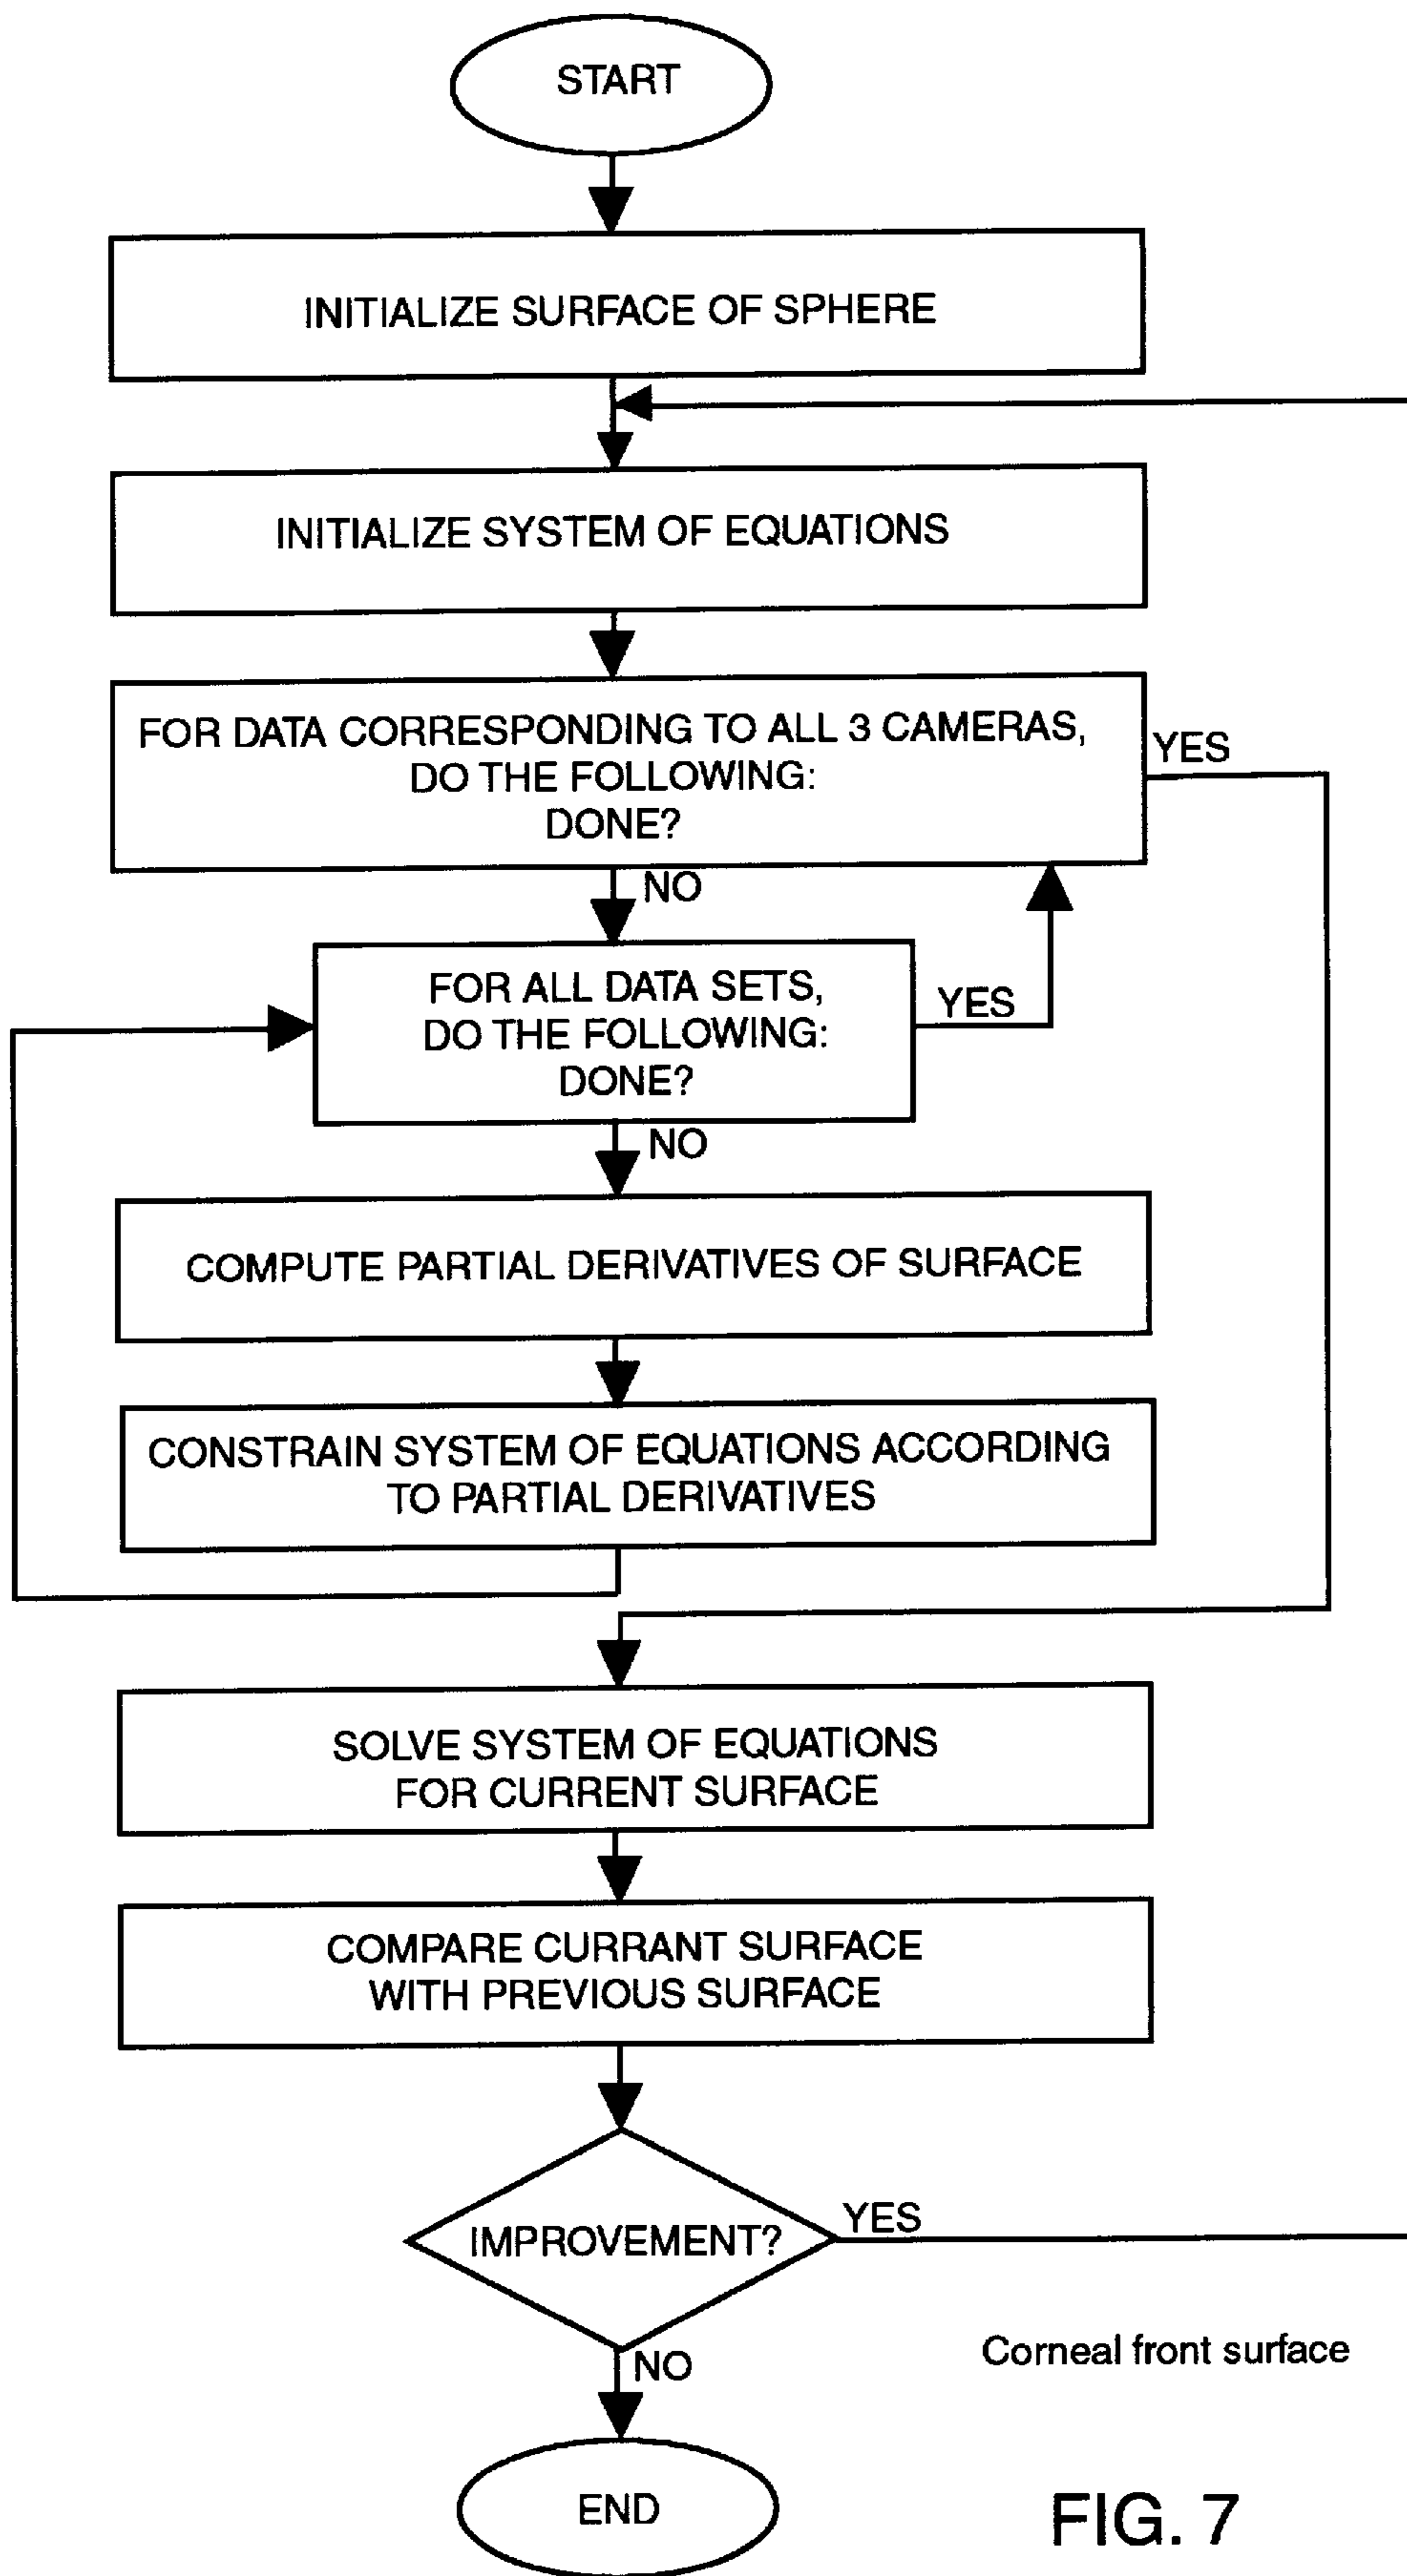 START
INITIALIZE SURFACE OF SPHERE
INITIALIZE SYSTEM OF EQUATIONS
FOR DATA CORRESPONDING TO ALL 3 CAMERAS,
DO THE FOLLOWING:
DONE?
YES
NO
FOR ALL DATA SETS,
DO THE FOLLOWING:
DONE?
YES
NO
COMPUTE PARTIAL DERIVATIVES OF SURFACE
CONSTRAIN SYSTEM OF EQUATIONS ACCORDING
TO PARTIAL DERIVATIVES
SOLVE SYSTEM OF EQUATIONS
FOR CURRENT SURFACE
COMPARE CURRANT SURFACE
WITH PREVIOUS SURFACE
IMPROVEMENT?
YES
NO
Corneal front surface
END
FIG. 7